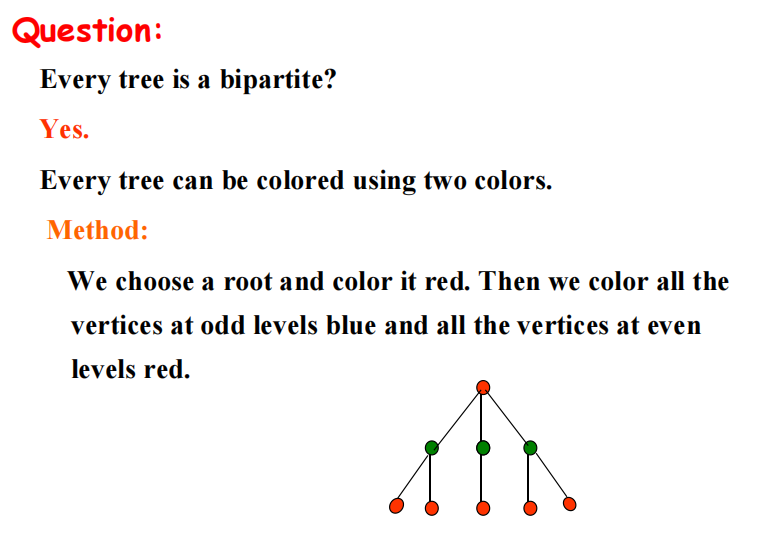 Question:
Every tree is a bipartite?
Yes.
Every tree can be colored using two colors.
Method:
We choose a root and color it red. Then we color all the
vertices at odd levels blue and all the vertices at even
levels red.